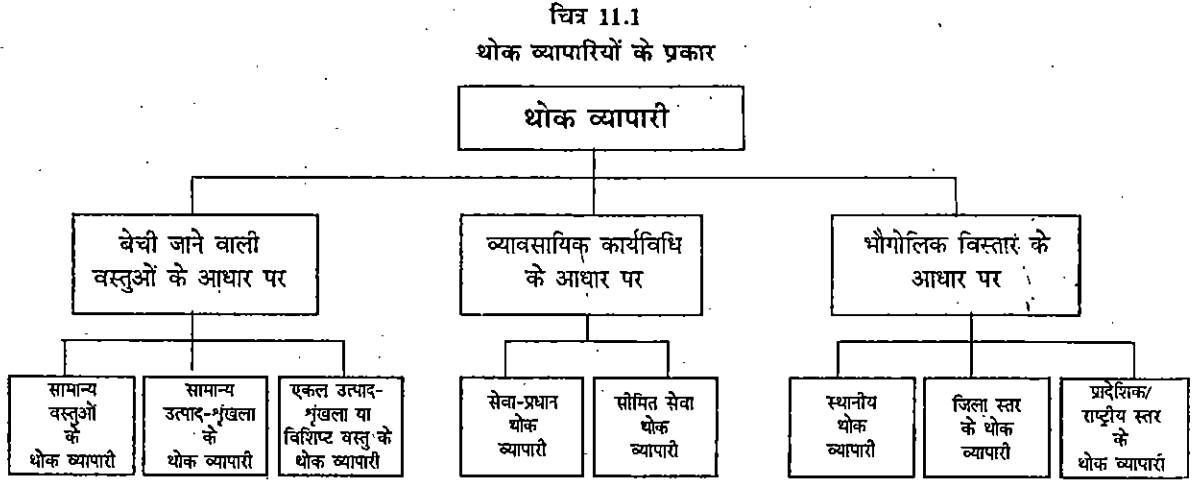 चित्र 11.1
थोक व्यापारियों के प्रकार
थोक व्यापारी
बेची जाने वाली
वस्तुओं के आधार पर
व्यावसायिक कार्यविधि
के आधार पर
भौगोलिक विस्तार के
आधार पर
सामान्य
वस्तुओं
के
थोक व्यापारी
सामान्य
उत्पाद-शृंखला
के
थोक व्यापारी
एकल उत्पाद-
शृंखला या
विशिष्ट वस्तु के
थोक व्यापारी
सेवा-प्रधान
थोक
व्यापारी
सीमित सेवा
थोक
व्यापारी
स्थानीय
थोक
व्यापारी
जिला स्तर
के थोक
व्यापारी
प्रादेशिक/
राष्ट्रीय स्तर
के
थोक व्यापारी